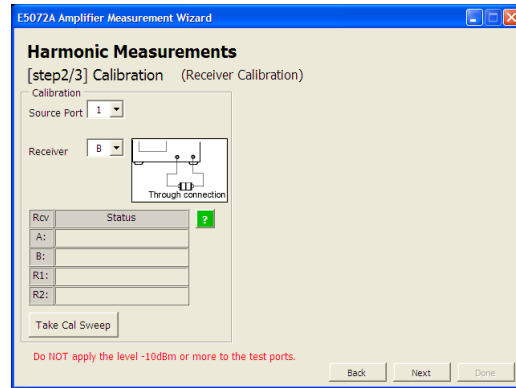 E5072A Amplifier Measurement Wizard
Harmonic Measurements
[step2/3] Calibration (Receiver Calibration)
Calibration
Source Port 1
Receiver B
Through connection
Rcv Status ?
A:
B:
R1:
R2:
Take Cal Sweep
Do NOT apply the level -10dBm or more to the test ports.
Back Next Done